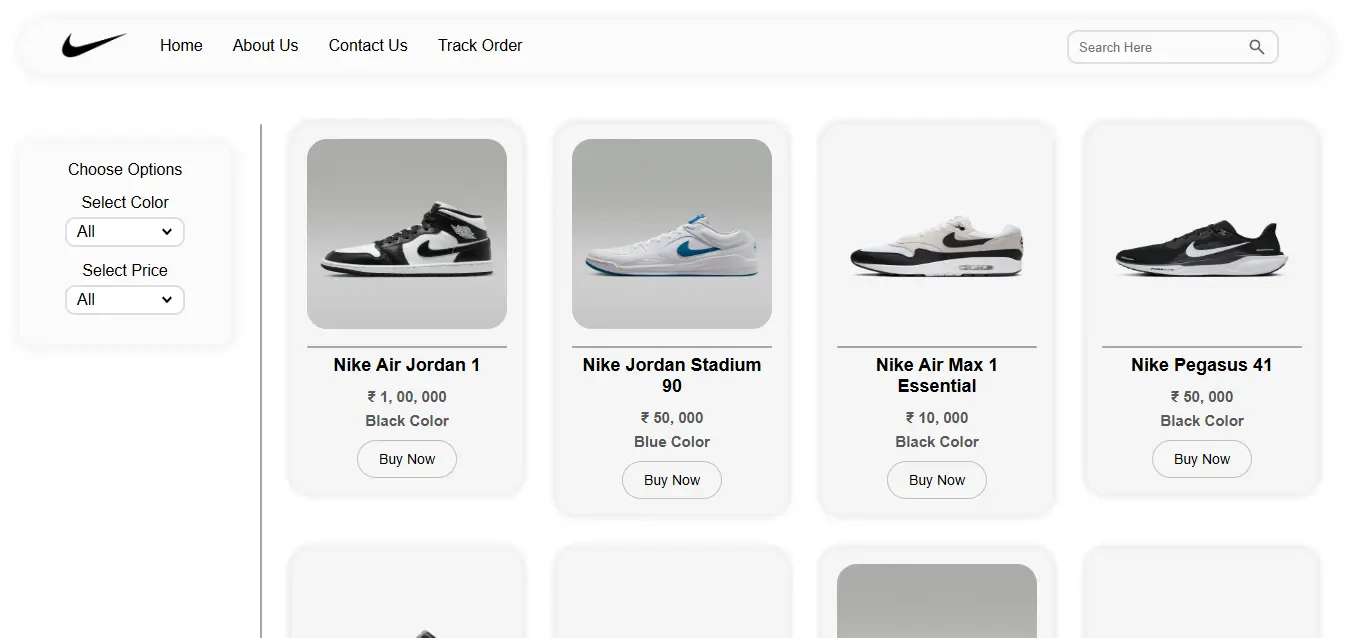 Home About Us Contact Us Track Order
Search Here
Choose Options
Select Color
All
Select Price
All
Nike Air Jordan 1
₹ 1, 00, 000
Black Color
Buy Now
Nike Jordan Stadium
90
₹ 50, 000
Blue Color
Buy Now
Nike Air Max 1
Essential
₹ 10, 000
Black Color
Buy Now
Nike Pegasus 41
₹ 50, 000
Black Color
Buy Now